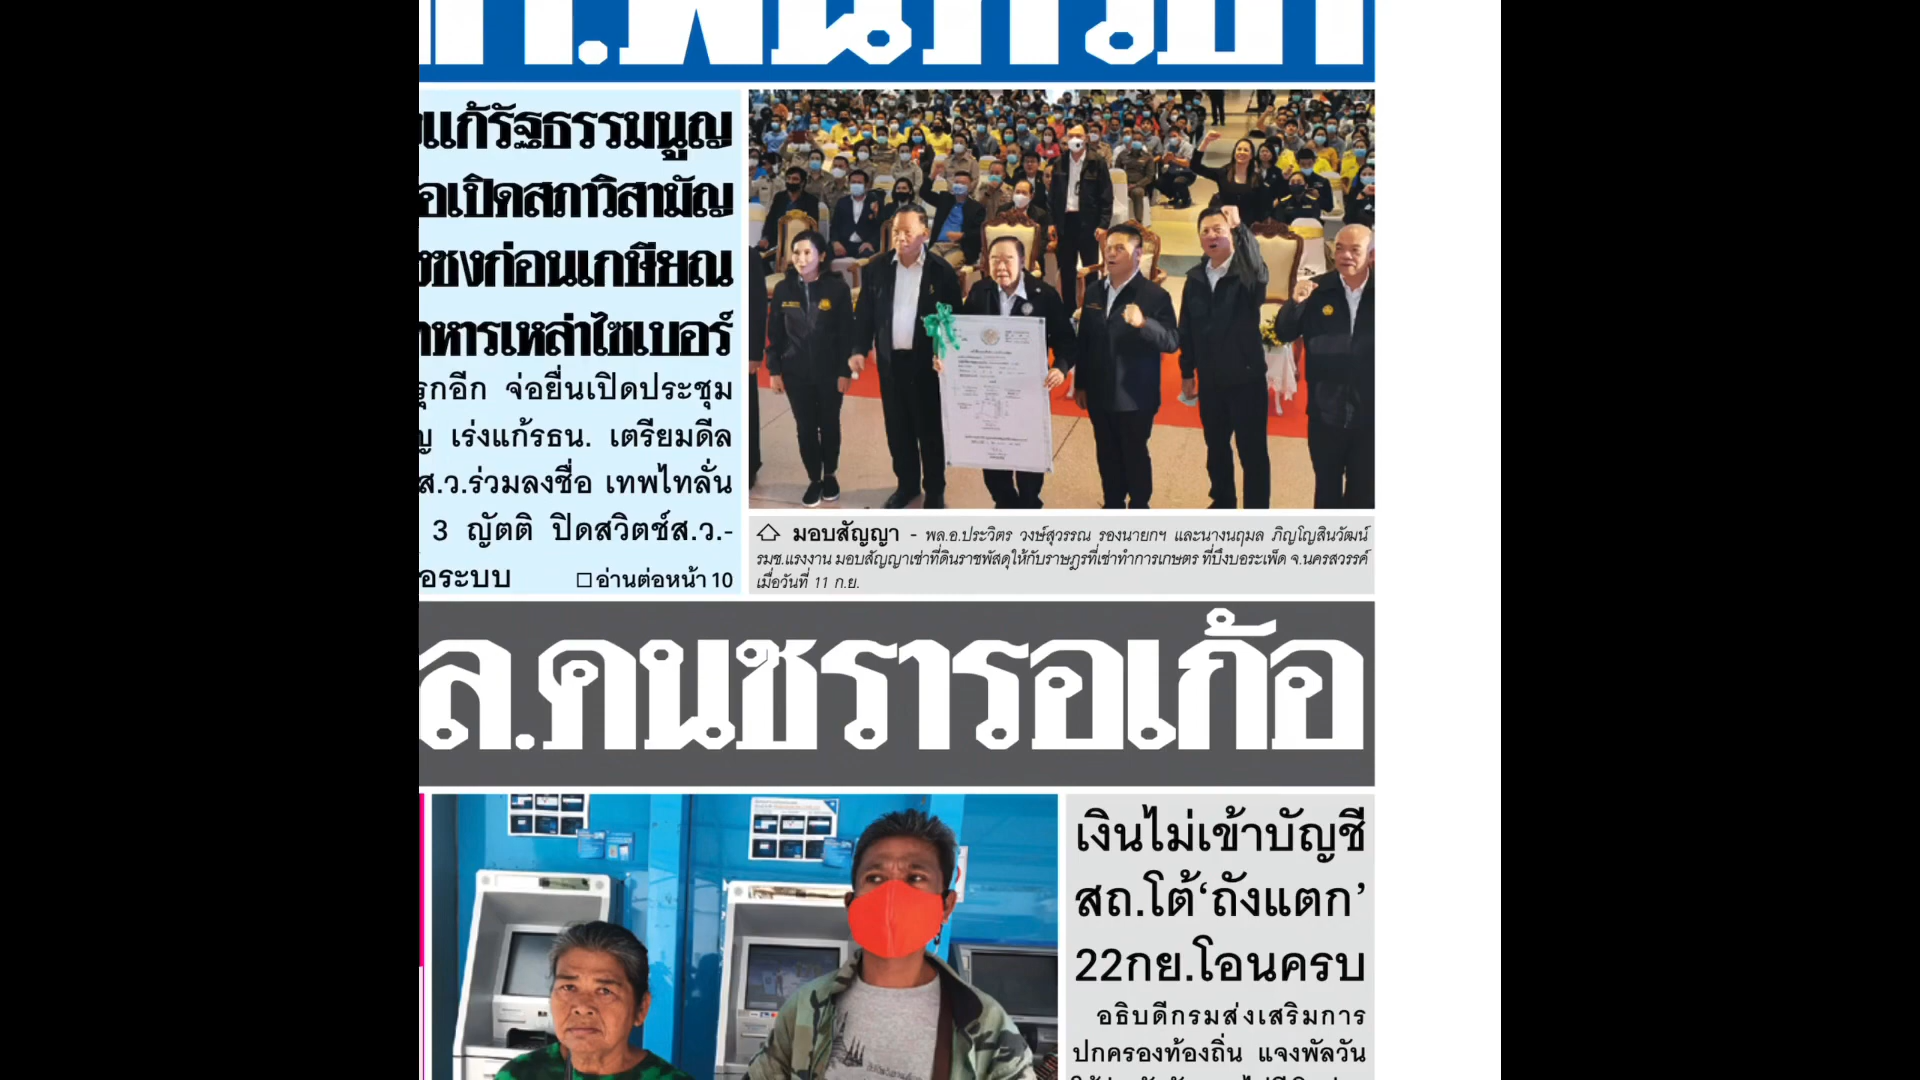 แก้รัฐธรรมนูญ
เปิดสภาวิสามัญ
ชงก่อนเกษียณ
ทหารเหล่าไซเบอร์
รุกอีก จ่อยื่นเปิดประชุม
เร่งแก้รธน. เตรียมดีล
ส.ว.ร่วมลงชื่อ เทพไทลั่น
3 ญัตติ ปิดสวิตช์ส.ว.-
อระบบ □อ่านต่อหน้า 10
มอบสัญญา - พล.อ.ประวิตร วงษ์สุวรรณ รองนายกฯ และนางนฤมล ภิญโญสินวัฒน์
รมช.แรงงาน มอบสัญญาเช่าที่ดินราชพัสดุให้กับราษฎรที่เช่าทำการเกษตร ที่บึงบอระเพ็ด จ.นครสวรรค์
เมื่อวันที่ 11 ก.ย.
ล.คนชรารอเก้อ
เงินไม่เข้าบัญชี
สถ.โต้‘ถังแตก’
22กย.โอนครบ
อธิบดีกรมส่งเสริมการ
ปกครองท้องถิ่น แจงพัลวัน